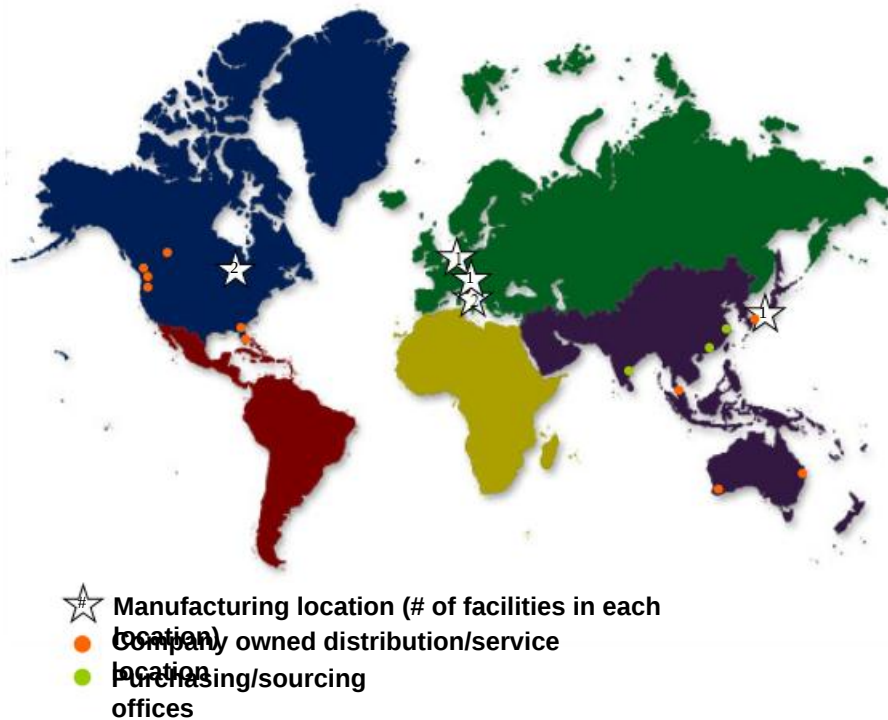 2
1
1
1
#
Manufacturing location (# of facilities in each
location)
Company owned distribution/service
location
Purchasing/sourcing
offices